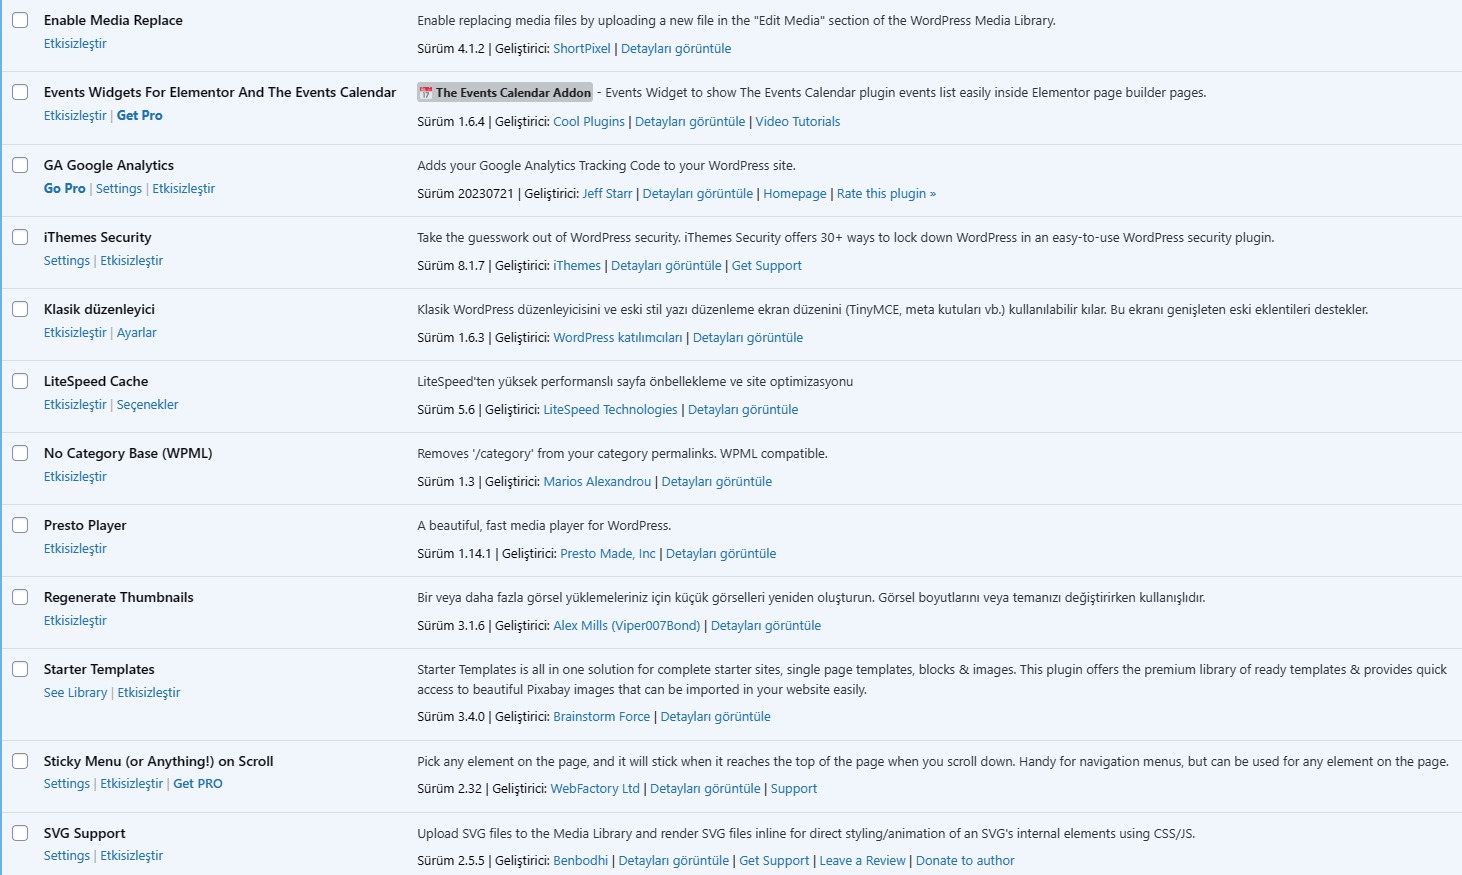 Enable Media Replace
Enable replacing media files by uploading a new file in the "Edit Media" section of the WordPress Media Library.
Etkisizleştir
Sürüm 4.1.2 | Geliştirici: ShortPixel | Detayları görüntüle
Events Widgets For Elementor And The Events Calendar
📅 The Events Calendar Addon - Events Widget to show The Events Calendar plugin events list easily inside Elementor page builder pages.
Etkisizleştir | Get Pro
Sürüm 1.6.4 | Geliştirici: Cool Plugins | Detayları görüntüle | Video Tutorials
GA Google Analytics
Adds your Google Analytics Tracking Code to your WordPress site.
Go Pro | Settings | Etkisizleştir
Sürüm 20230721 | Geliştirici: Jeff Starr | Detayları görüntüle | Homepage | Rate this plugin »
iThemes Security
Take the guesswork out of WordPress security. iThemes Security offers 30+ ways to lock down WordPress in an easy-to-use WordPress security plugin.
Settings | Etkisizleştir
Sürüm 8.1.7 | Geliştirici: iThemes | Detayları görüntüle | Get Support
Klasik düzenleyici
Klasik WordPress düzenleyicisini ve eski stil yazı düzenleme ekran düzenini (TinyMCE, meta kutuları vb.) kullanılabilir kılar. Bu ekranı genişleten eski eklentileri destekler.
Etkisizleştir | Ayarlar
Sürüm 1.6.3 | Geliştirici: WordPress katılımcıları | Detayları görüntüle
LiteSpeed Cache
LiteSpeed'ten yüksek performanslı sayfa önbellekleme ve site optimizasyonu
Etkisizleştir | Seçenekler
Sürüm 5.6 | Geliştirici: LiteSpeed Technologies | Detayları görüntüle
No Category Base (WPML)
Removes '/category' from your category permalinks. WPML compatible.
Etkisizleştir
Sürüm 1.3 | Geliştirici: Marios Alexandrou | Detayları görüntüle
Presto Player
A beautiful, fast media player for WordPress.
Etkisizleştir
Sürüm 1.14.1 | Geliştirici: Presto Made, Inc | Detayları görüntüle
Regenerate Thumbnails
Bir veya daha fazla görsel yüklemeleriniz için küçük görselleri yeniden oluşturun. Görsel boyutlarını veya temanızı değiştirirken kullanışlıdır.
Etkisizleştir
Sürüm 3.1.6 | Geliştirici: Alex Mills (Viper007Bond) | Detayları görüntüle
Starter Templates
Starter Templates is all in one solution for complete starter sites, single page templates, blocks & images. This plugin offers the premium library of ready templates & provides quick
See Library | Etkisizleştir
access to beautiful Pixabay images that can be imported in your website easily.
Sürüm 3.4.0 | Geliştirici: Brainstorm Force | Detayları görüntüle
Sticky Menu (or Anything!) on Scroll
Pick any element on the page, and it will stick when it reaches the top of the page when you scroll down. Handy for navigation menus, but can be used for any element on the page.
Settings | Etkisizleştir | Get PRO
Sürüm 2.32 | Geliştirici: WebFactory Ltd | Detayları görüntüle | Support
SVG Support
Upload SVG files to the Media Library and render SVG files inline for direct styling/animation of an SVG's internal elements using CSS/JS.
Settings | Etkisizleştir
Sürüm 2.5.5 | Geliştirici: Benbodhi | Detayları görüntüle | Get Support | Leave a Review | Donate to author